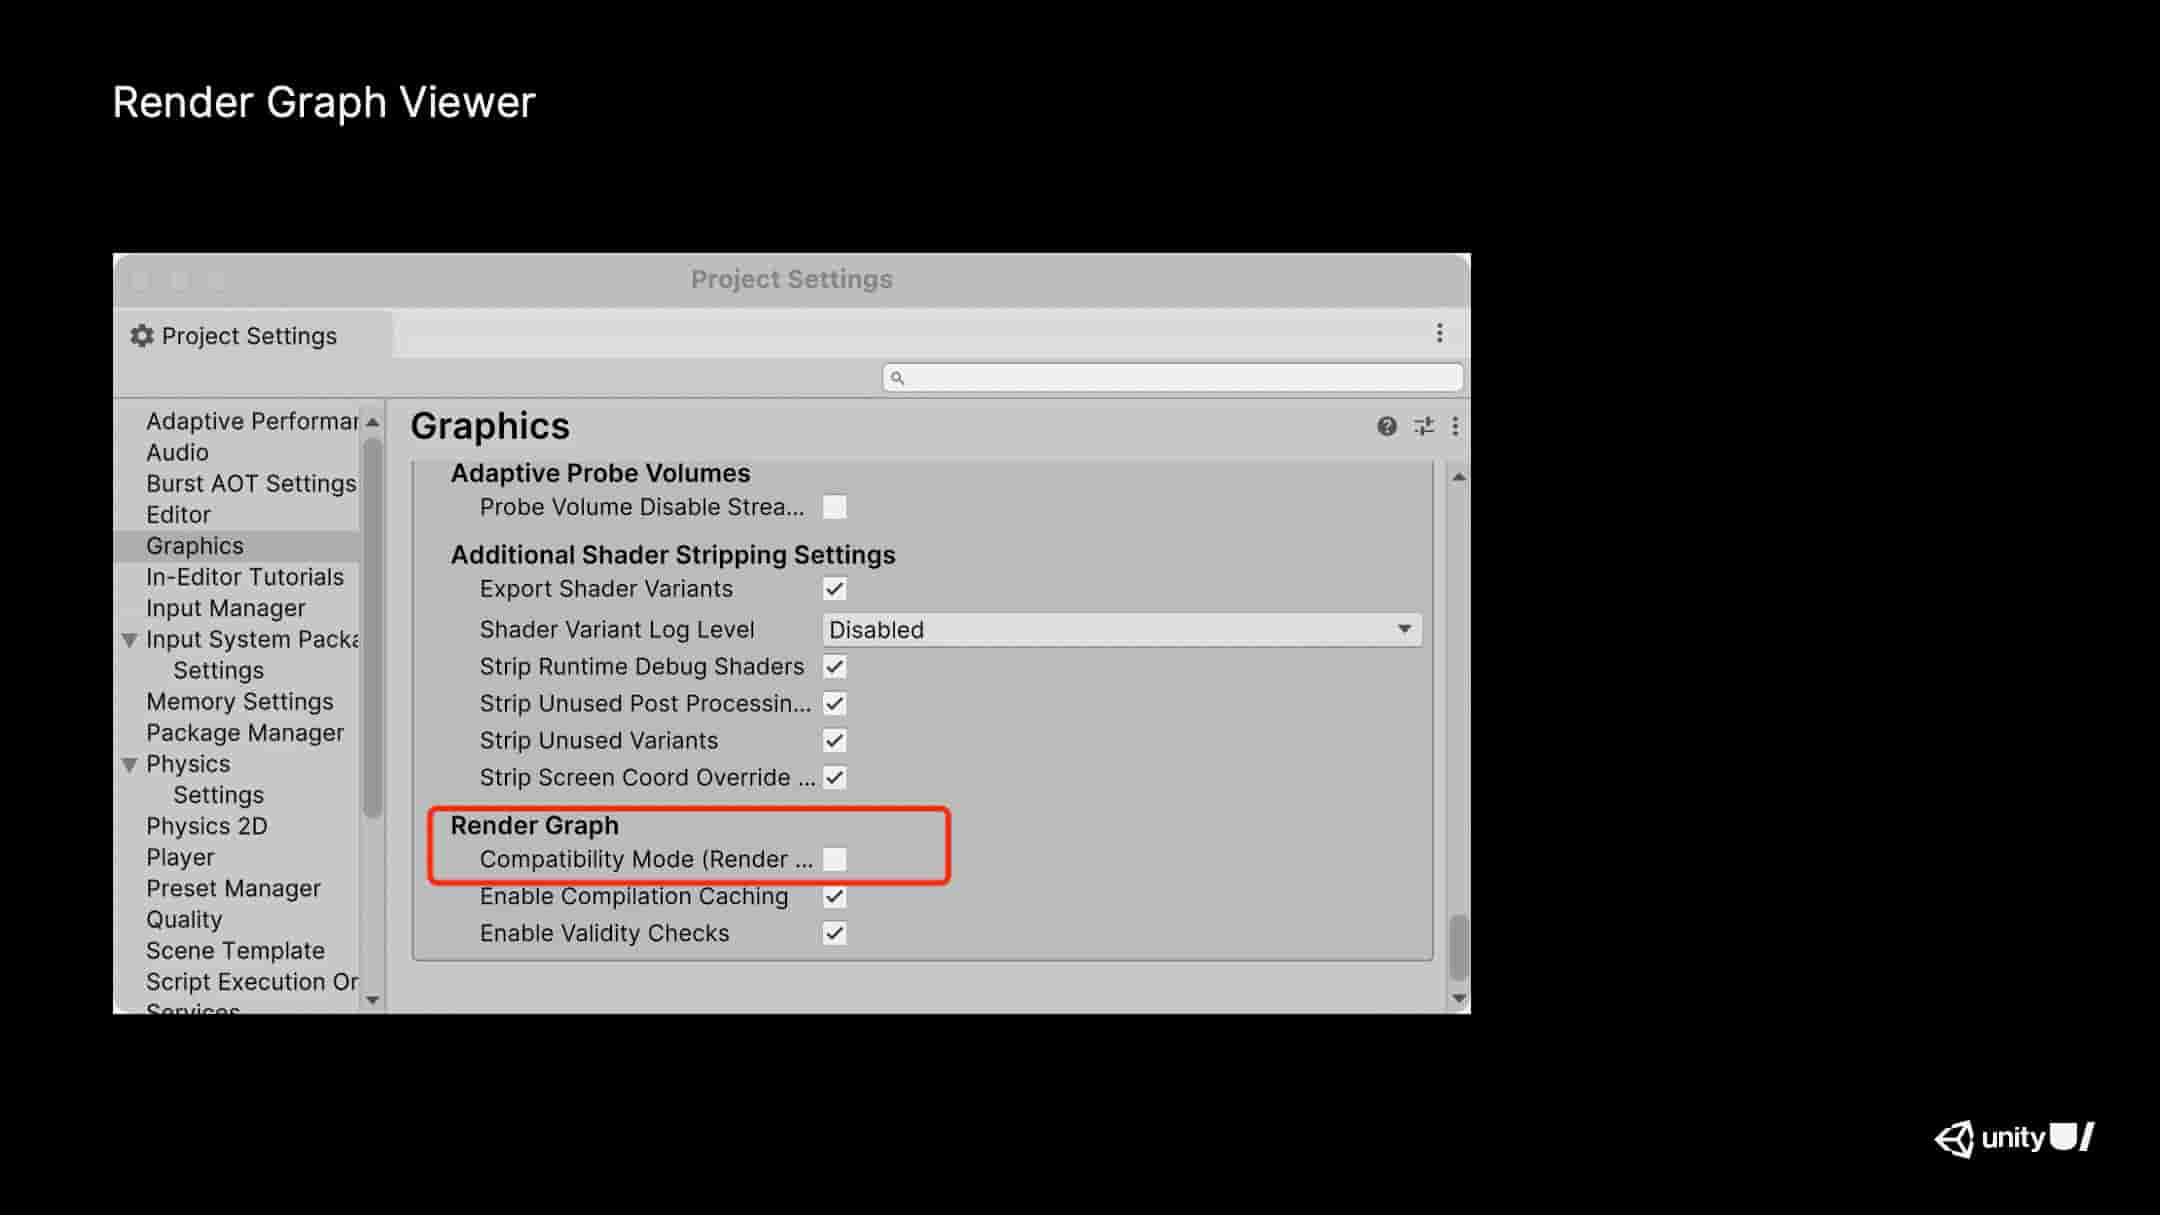 Render Graph Viewer
Project Settings
Project Settings
Adaptive Performar
Audio
Burst AOT Settings
Editor
Graphics
In-Editor Tutorials
Input Manager
Input System Packa
Settings
Memory Settings
Package Manager
Physics
Settings
Physics 2D
Player
Preset Manager
Quality
Scene Template
Script Execution Or
Services
Graphics
Adaptive Probe Volumes
Probe Volume Disable Strea...
Additional Shader Stripping Settings
Export Shader Variants
Shader Variant Log Level Disabled
Strip Runtime Debug Shaders
Strip Unused Post Processin...
Strip Unused Variants
Strip Screen Coord Override ...
Render Graph
Compatibility Mode (Render ...
Enable Compilation Caching
Enable Validity Checks
unity U/